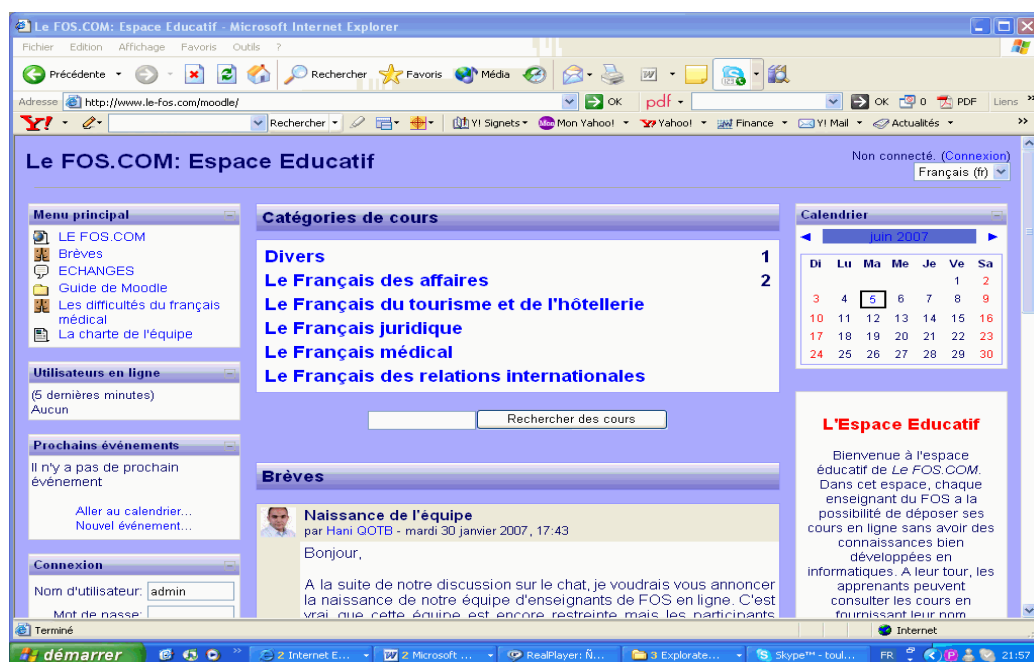 Le FOS.COM: Espace Educatif - Microsoft Internet Explorer
Fichier Edition Affichage Favoris Outils ?
Précédente Rechercher Favoris Média
Adresse http://www.le-fos.com/moodle/ OK pdf OK 0 PDF Liens »
Y! Rechercher Y! Signets Mon Yahoo! Yahoo! Finance Y! Mail Actualités »
Le FOS.COM: Espace Educatif
Non connecté. (Connexion)
Français (fr)
Menu principal
LE FOS.COM
Brèves
ECHANGES
Guide de Moodle
Les difficultés du français
médical
La charte de l'équipe
Utilisateurs en ligne
(5 dernières minutes)
Aucun
Prochains événements
Il n'y a pas de prochain
événement
Aller au calendrier...
Nouvel événement...
Connexion
Nom d'utilisateur: admin
Mot de passe:
Catégories de cours
Divers 1
Le Français des affaires 2
Le Français du tourisme et de l'hôtellerie
Le Français juridique
Le Français médical
Le Français des relations internationales
Rechercher des cours
Brèves
Naissance de l'équipe
par Hani QOTB - mardi 30 janvier 2007, 17:43
Bonjour,
A la suite de notre discussion sur le chat, je voudrais vous annoncer
la naissance de notre équipe d'enseignants de FOS en ligne. C'est
vrai que cette équipe est encore restreinte mais les participants
Calendrier
◄ juin 2007 ►
Di Lu Ma Me Je Ve Sa
1 2
3 4 5 6 7 8 9
10 11 12 13 14 15 16
17 18 19 20 21 22 23
24 25 26 27 28 29 30
L'Espace Educatif
Bienvenue à l'espace
éducatif de Le FOS.COM.
Dans cet espace, chaque
enseignant du FOS a la
possibilité de déposer ses
cours en ligne sans avoir des
connaissances bien
développées en
informatiques. A leur tour, les
apprenants peuvent
consulter les cours en
fournissant leur nom
Terminé Internet
démarrer » 2 Internet E... 2 Microsoft ... RealPlayer: Ñ... 3 Explorate... Skype™ - toul... FR 21:57